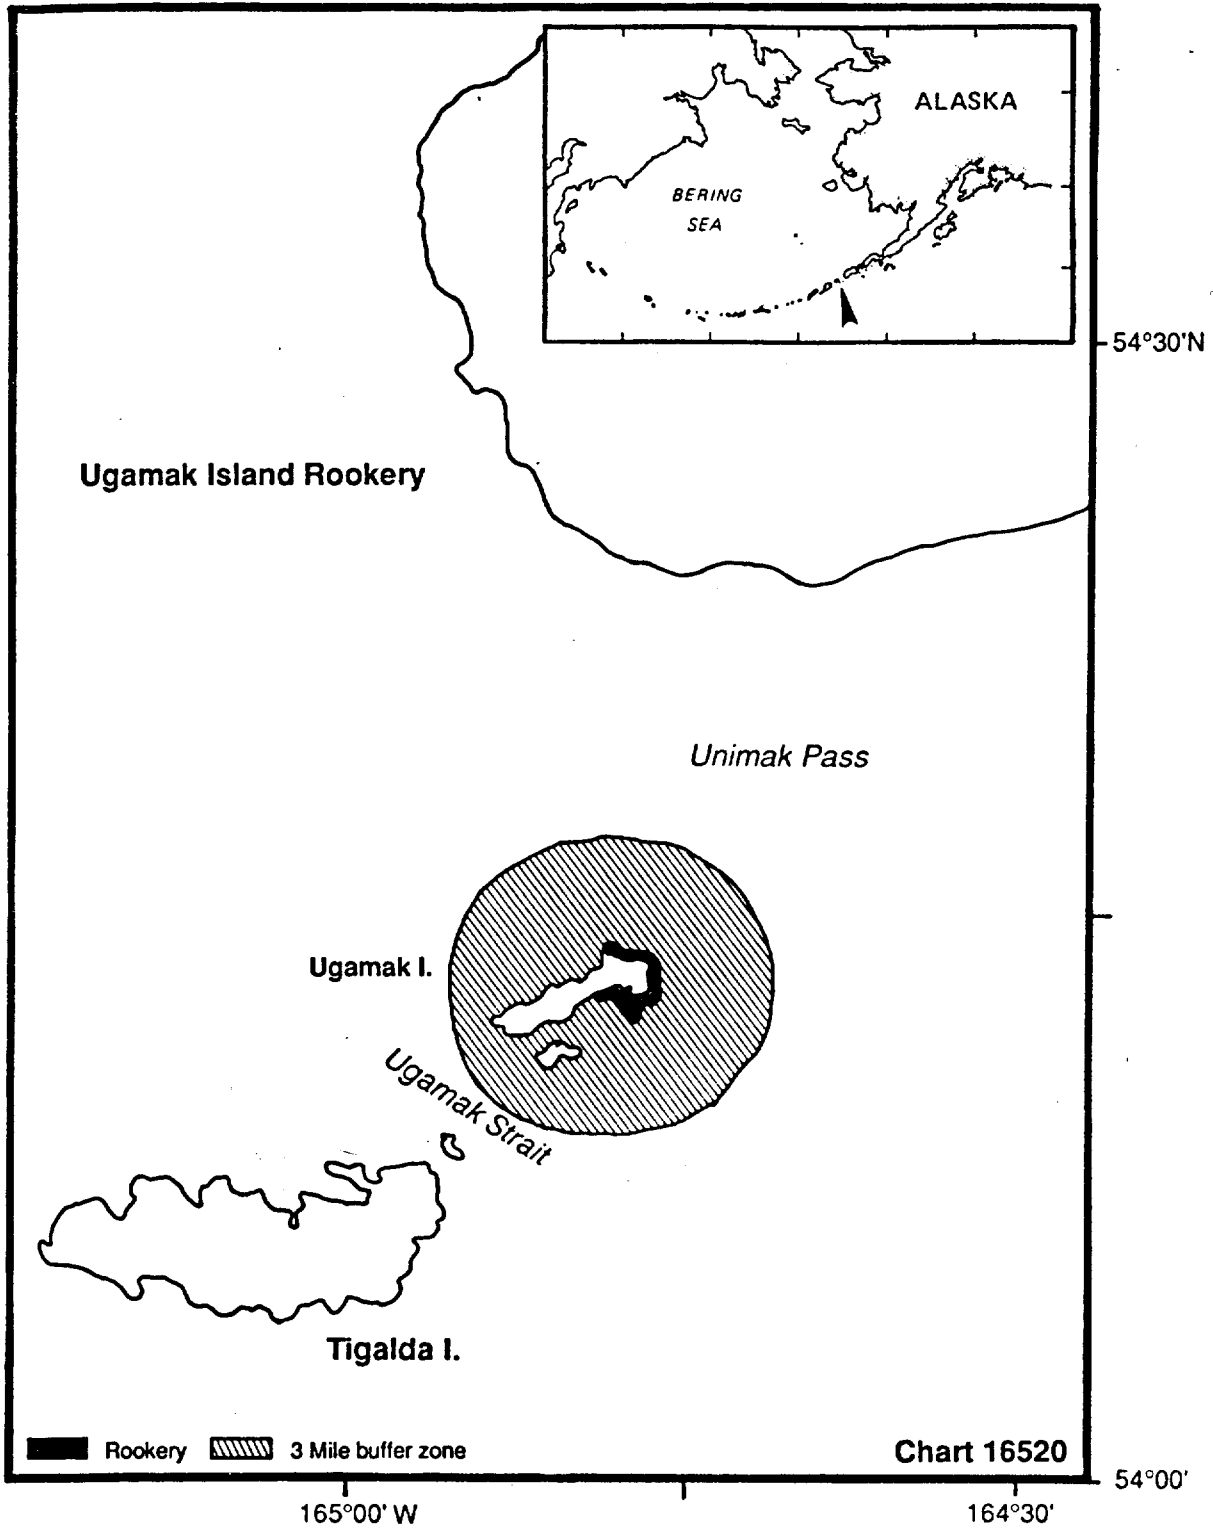 ALASKA
BERING
SEA
54°30'N
Ugamak Island Rookery
Unimak Pass
Ugamak I.
Ugamak Strait
Tigalda I.
Rookery
3 Mile buffer zone
Chart 16520
54°00'
165°00' W
164°30'